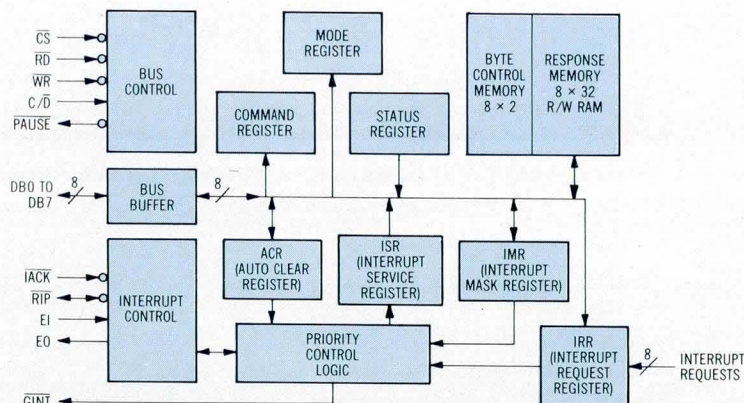 CS
RD
WR
C/D
PAUSE
BUS
CONTROL
MODE
REGISTER
COMMAND
REGISTER
STATUS
REGISTER
BYTE
CONTROL
MEMORY
8 × 2
RESPONSE
MEMORY
8 × 32
R/W RAM
DB0 TO
DB7
8
BUS
BUFFER
8
IACK
RIP
EI
EO
GINT
INTERRUPT
CONTROL
ACR
(AUTO CLEAR
REGISTER)
ISR
(INTERRUPT
SERVICE
REGISTER)
IMR
(INTERRUPT
MASK REGISTER)
PRIORITY
CONTROL
LOGIC
IRR
(INTERRUPT
REQUEST
REGISTER)
8
INTERRUPT
REQUESTS